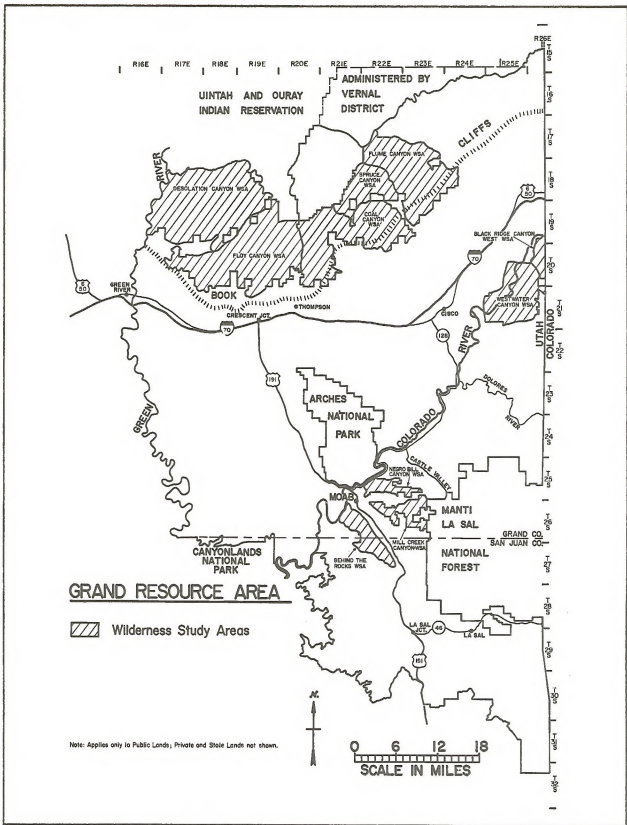 R26E
T15S
R16E R17E R18E R19E R20E R21E R22E R23E R24E R25E
UINTAH AND OURAY
INDIAN RESERVATION
ADMINISTERED BY
VERNAL
DISTRICT
T16S
T17S
CLIFFS
RIVER
FLUME CANYON WSA
SPRUCE
CANYON
WSA
DESOLATION CANYON WSA
T18S
6
50
COAL
CANYON
WSA
T19S
BLACK RIDGE CANYON
WEST WSA
FLOY CANYON WSA
T20S
6
50
GREEN
RIVER
BOOK
70
WESTWATER
CANYON WSA
THOMPSON
CRESCENT JCT.
CISCO
T21S
70
128
UTAH
COLORADO
T22S
RIVER
191
DOLORES
RIVER
T23S
ARCHES
NATIONAL
PARK
GREEN
COLORADO
T24S
CASTLE VALLEY
NEGRO BILL
CANYON WSA
T25S
MOAB
MANTI
LA SAL
T26S
GRAND CO.
SAN JUAN CO.
MILL CREEK
CANYON WSA
CANYONLANDS
NATIONAL
PARK
BEHIND
THE
ROCKS WSA
NATIONAL
FOREST
T27S
GRAND RESOURCE AREA
T28S
Wilderness Study Areas
LA SAL
JCT.
46
LA SAL
T29S
191
T30S
N.
T31S
Note: Applies only to Public Lands; Private and State Lands not shown.
0 6 12 18
SCALE IN MILES
T32S